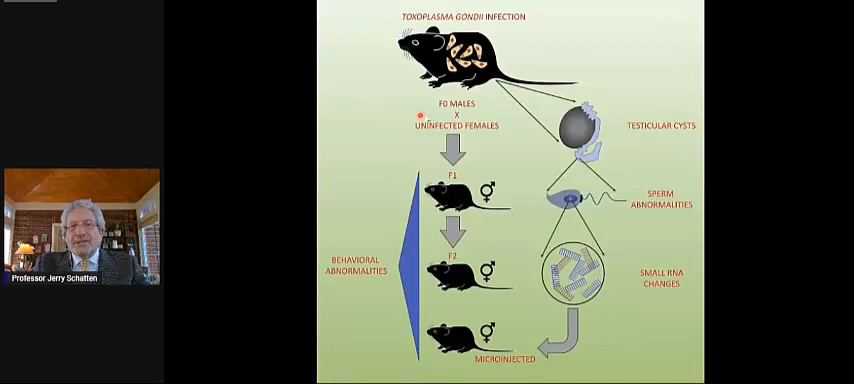 TOXOPLASMA GONDII INFECTION
F0 MALES
X
UNINFECTED FEMALES
TESTICULAR CYSTS
F1
SPERM
ABNORMALITIES
F2
BEHAVIORAL
ABNORMALITIES
SMALL RNA
CHANGES
MICROINJECTED
Professor Jerry Schatten